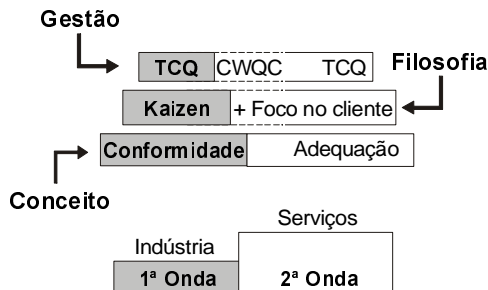 Gestão
TCQ CWQC TCQ
Filosofia
Kaizen + Foco no cliente
Conformidade Adequação
Conceito
Serviços
Indústria
1ª Onda 2ª Onda